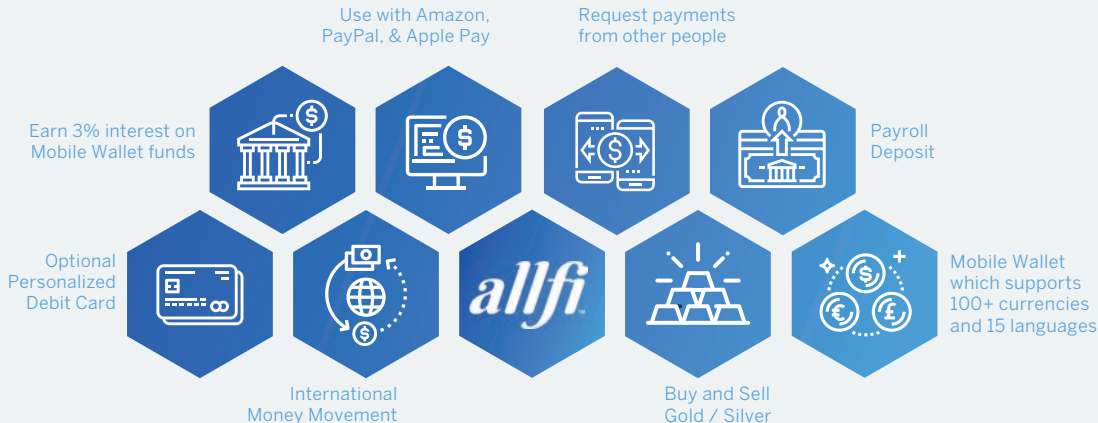 Use with Amazon,
PayPal, & Apple Pay
Request payments
from other people
Earn 3% interest on
Mobile Wallet funds
Payroll
Deposit
Optional
Personalized
Debit Card
allfi™
Mobile Wallet
which supports
100+ currencies
and 15 languages
International
Money Movement
Buy and Sell
Gold / Silver